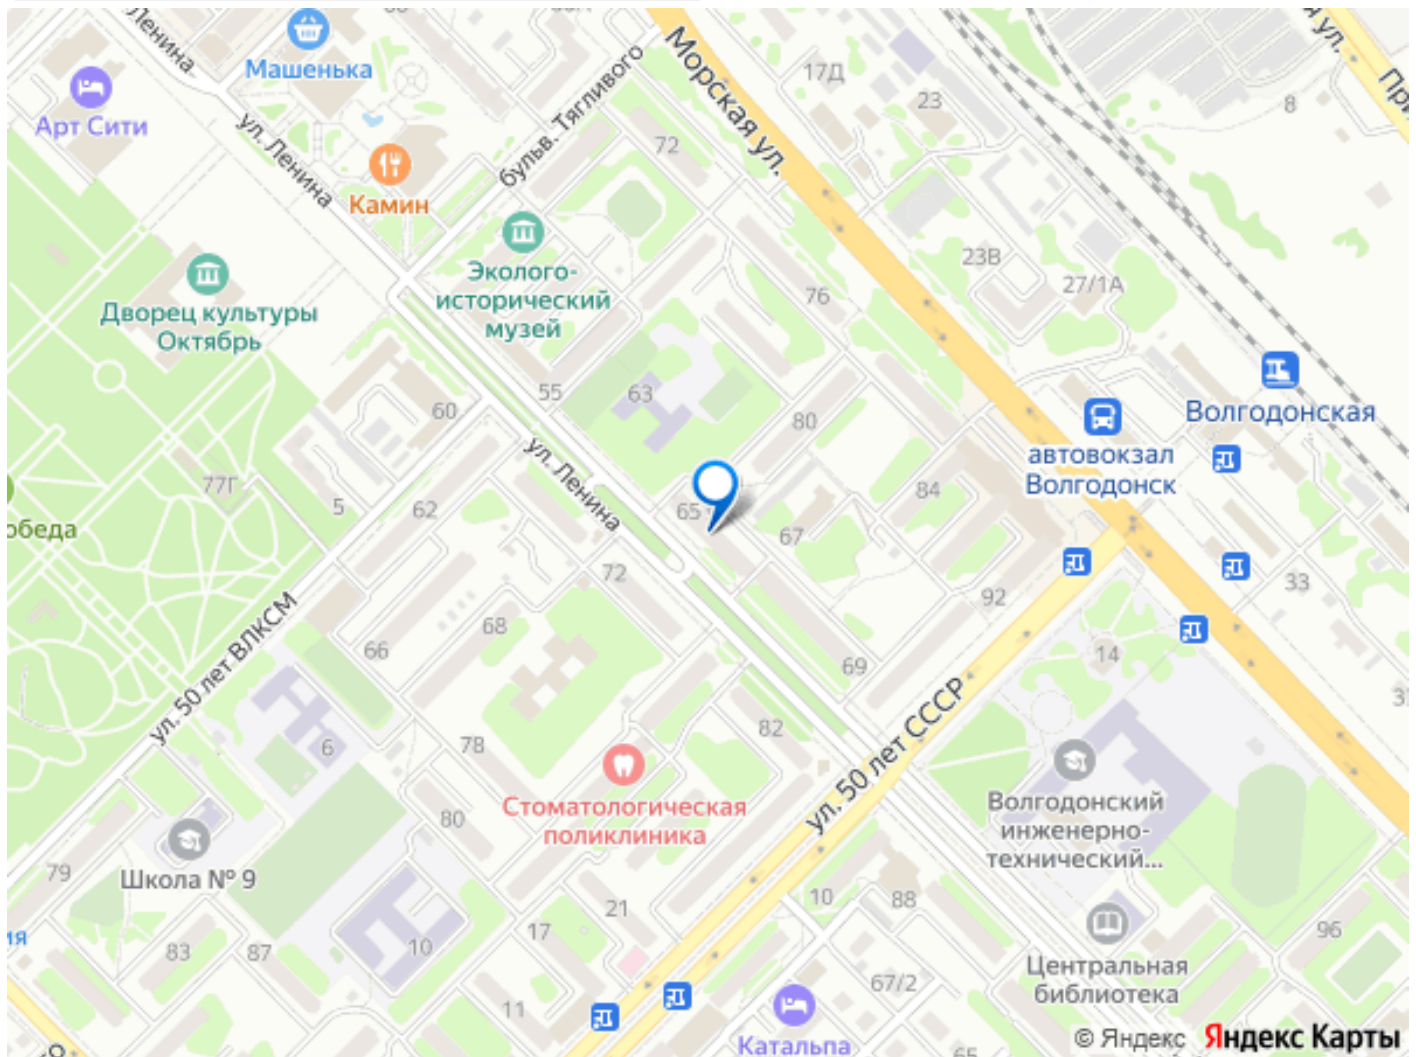 Ленина
Машенька
Арт Сити
ул. Ленина
Камин
бульв. Тягливого
Морская ул.
17Д
23
8
72
Эколого-
исторический
музей
Дворец культуры
Октябрь
23В
27/1А
76
55
63
60
80
Волгодонская
автовокзал
Волгодонск
77Г
5
62
ул. Ленина
65
67
84
обеда
72
92
33
68
66
69
14
ул. 50 лет ВЛКСМ
ул. 50 лет СССР
82
6
78
Стоматологическая
поликлиника
80
Волгодонский
инженерно-
технический...
79
Школа № 9
21
10
88
17
10
83
87
96
Центральная
библиотека
67/2
11
Катальпа
65
© Яндекс
Яндекс Карты